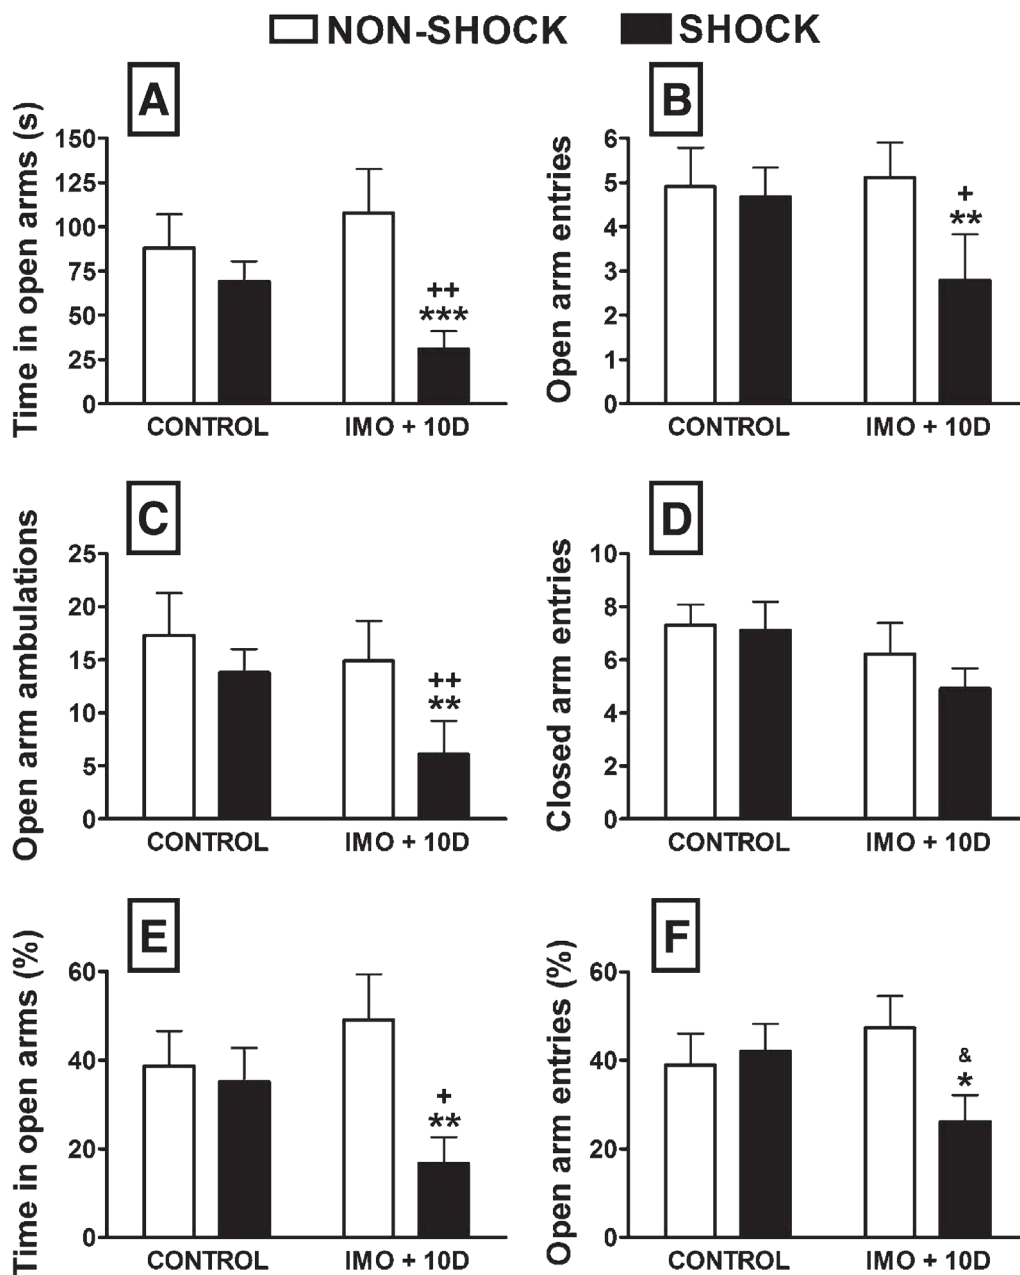 NON-SHOCK SHOCK
A
Time in open arms (s)
150
125
100
75
50
25
0
++
***
CONTROL IMO + 10D
B
Open arm entries
6
5
4
3
2
1
0
+
**
CONTROL IMO + 10D
C
Open arm ambulations
25
20
15
10
5
0
++
**
CONTROL IMO + 10D
D
Closed arm entries
10
8
6
4
2
0
CONTROL IMO + 10D
E
Time in open arms (%)
60
40
20
0
+
**
CONTROL IMO + 10D
F
Open arm entries (%)
60
40
20
0
&
*
CONTROL IMO + 10D